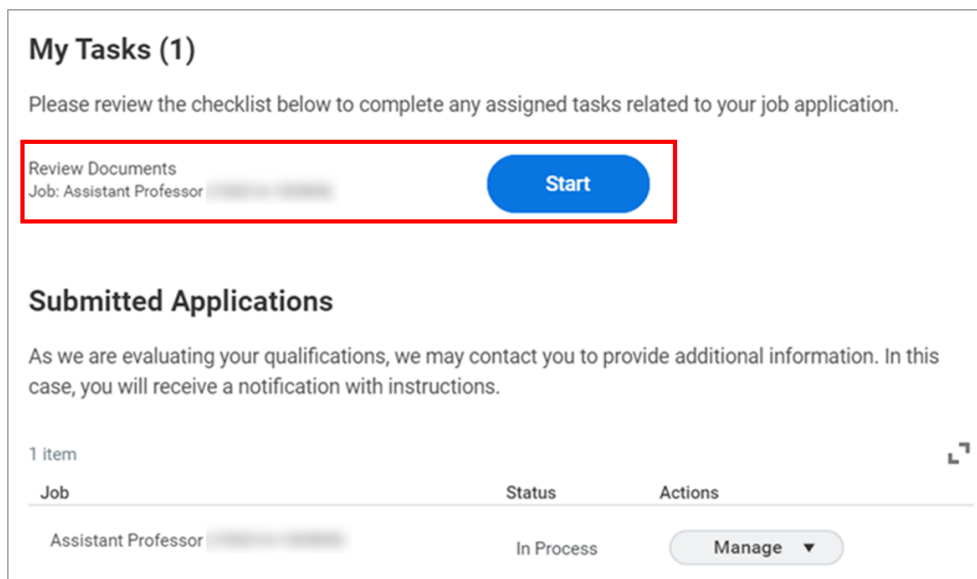 My Tasks (1)
Please review the checklist below to complete any assigned tasks related to your job application.
Review Documents
Job: Assistant Professor
Start
Submitted Applications
As we are evaluating your qualifications, we may contact you to provide additional information. In this
case, you will receive a notification with instructions.
1 item
Job Status Actions
Assistant Professor In Process Manage